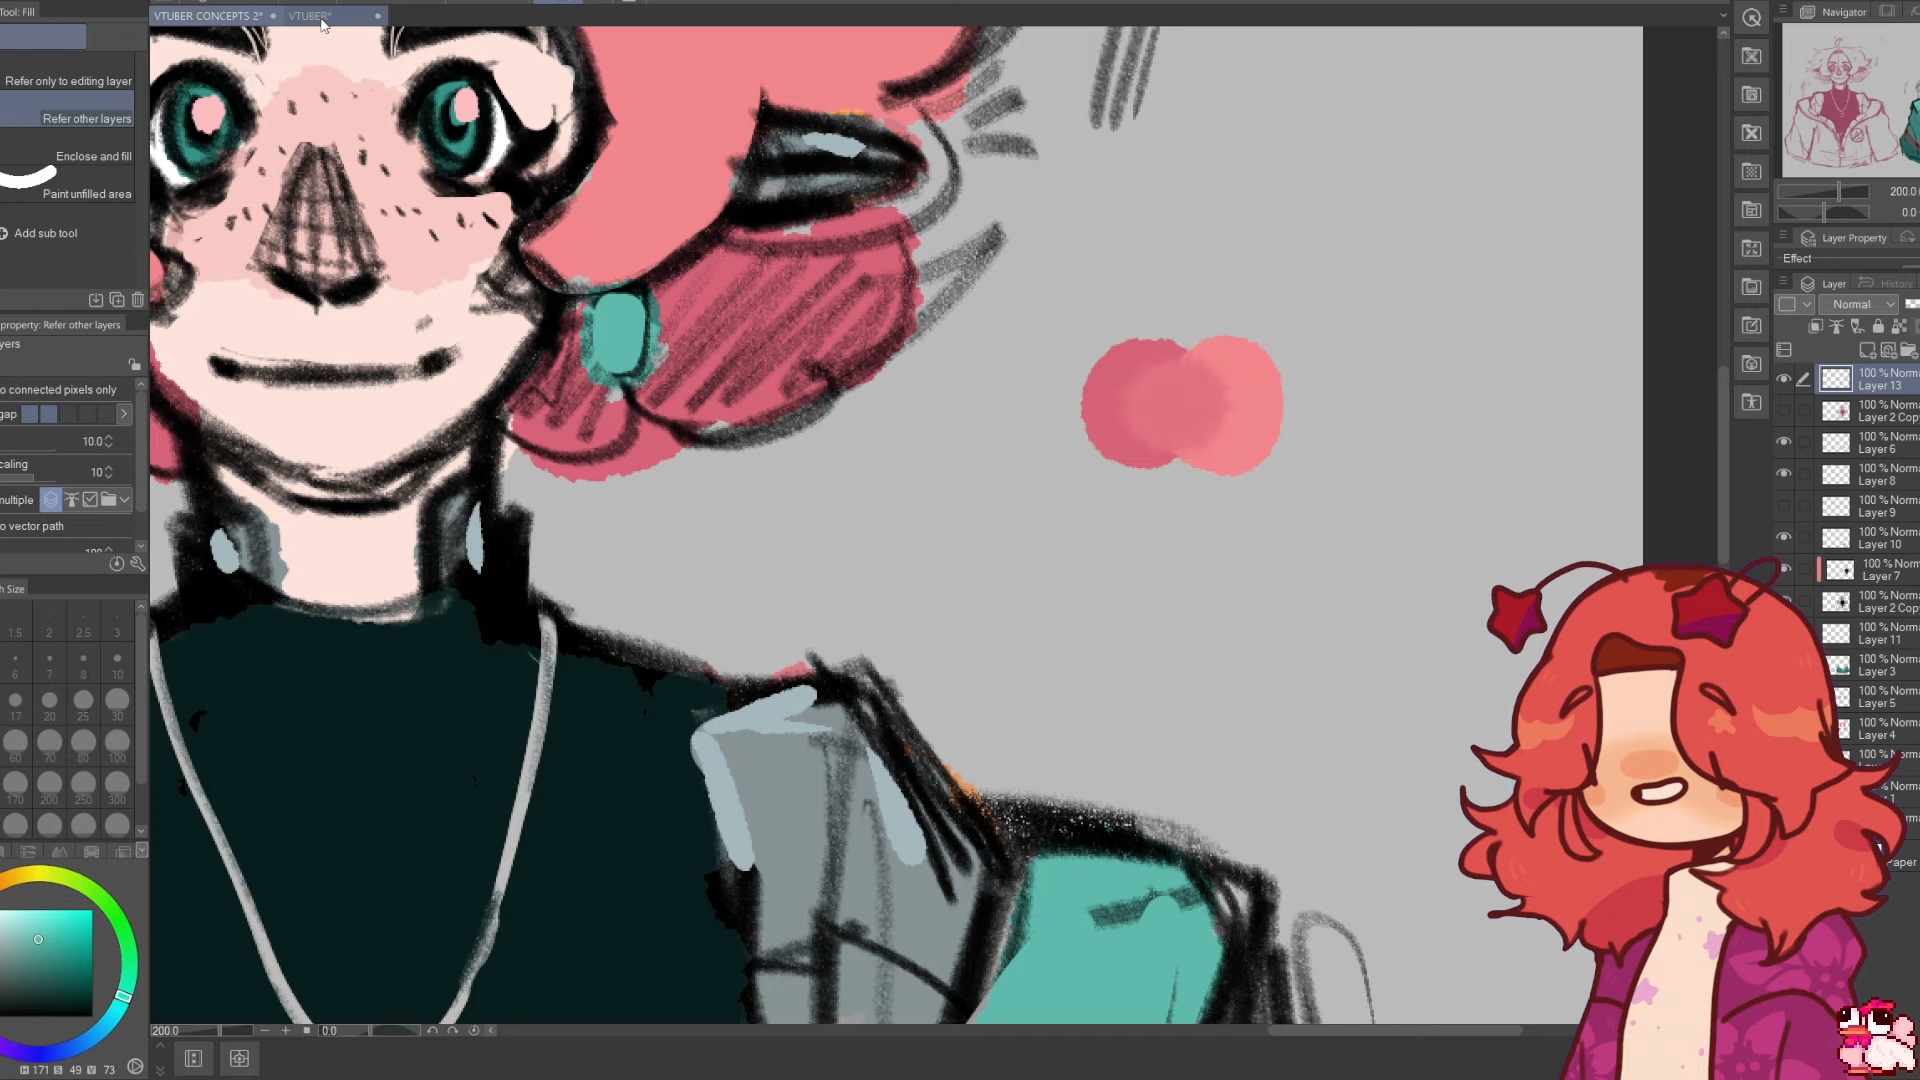 Tool: Fill
VTUBER CONCEPTS 2*
VTUBER*
Refer only to editing layer
Refer other layers
Enclose and fill
Paint unfilled area
Add sub tool
property: Refer other layers
yers
o connected pixels only
gap
10.0
caling
10
multiple
o vector path
h Size
1.5 2 2.5 3
6 7 8 10
17 20 25 30
60 70 80 100
170 200 250 300
H 171 S 49 V 73
200.0
0.0
Navigator
200.0
0.0
Layer Property
Effect
Layer
History
Normal
100 % Norma
Layer 13
100 % Norma
Layer 2 Copy
100 % Norma
Layer 6
100 % Norma
Layer 8
100 % Norma
Layer 9
100 % Norma
Layer 10
100 % Norm
Layer 7
100 % Norma
Layer 2 Copy
100 % Norma
Layer 11
100 % Norma
Layer 3
100 % Norma
Layer 5
100 % Norma
Layer 4
100 % Norma
Paper